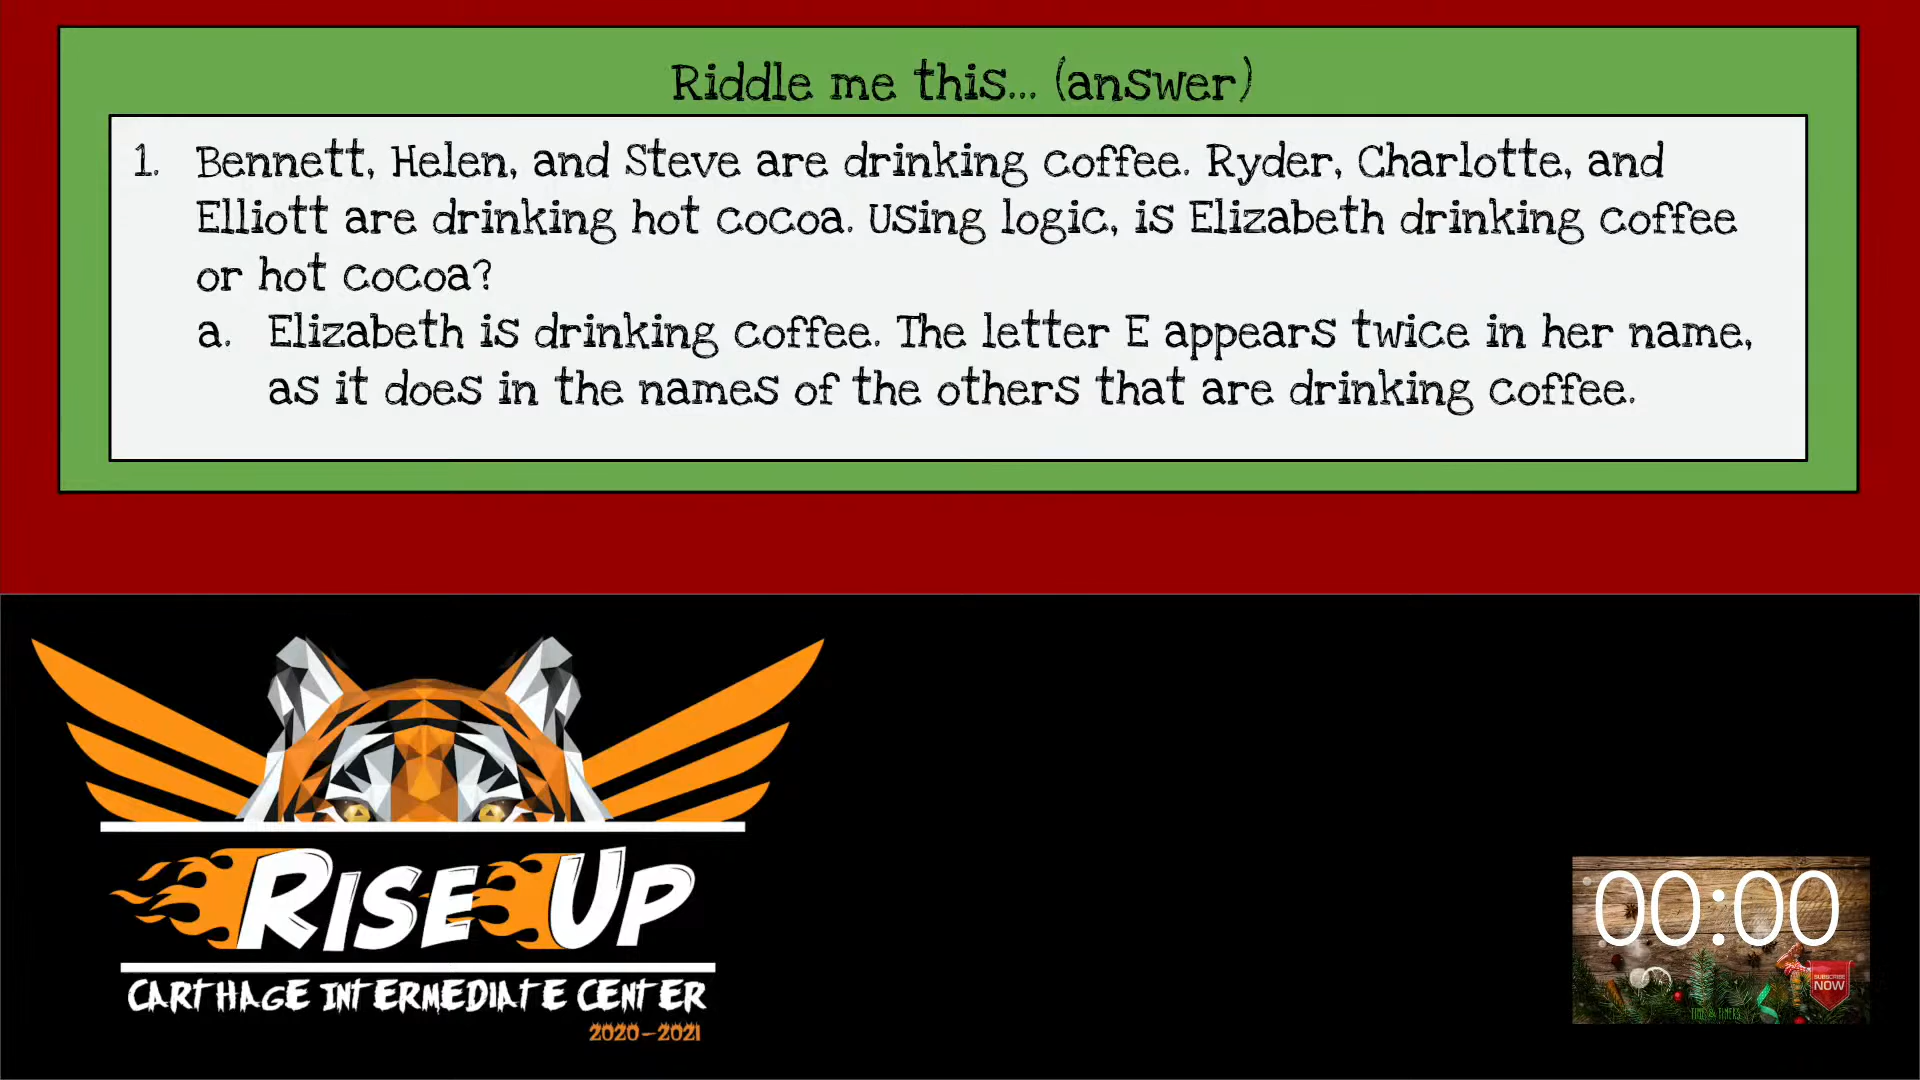 Riddle me this... (answer)
1. Bennett, Helen, and Steve are drinking coffee. Ryder, Charlotte, and
Elliott are drinking hot cocoa. Using logic, is Elizabeth drinking coffee
or hot cocoa?
a. Elizabeth is drinking coffee. The letter E appears twice in her name,
as it does in the names of the others that are drinking coffee.
RISE UP
CARTHAGE INTERMEDIATE CENTER
2020-2021
00:00
SUBSCRIBE
NOW